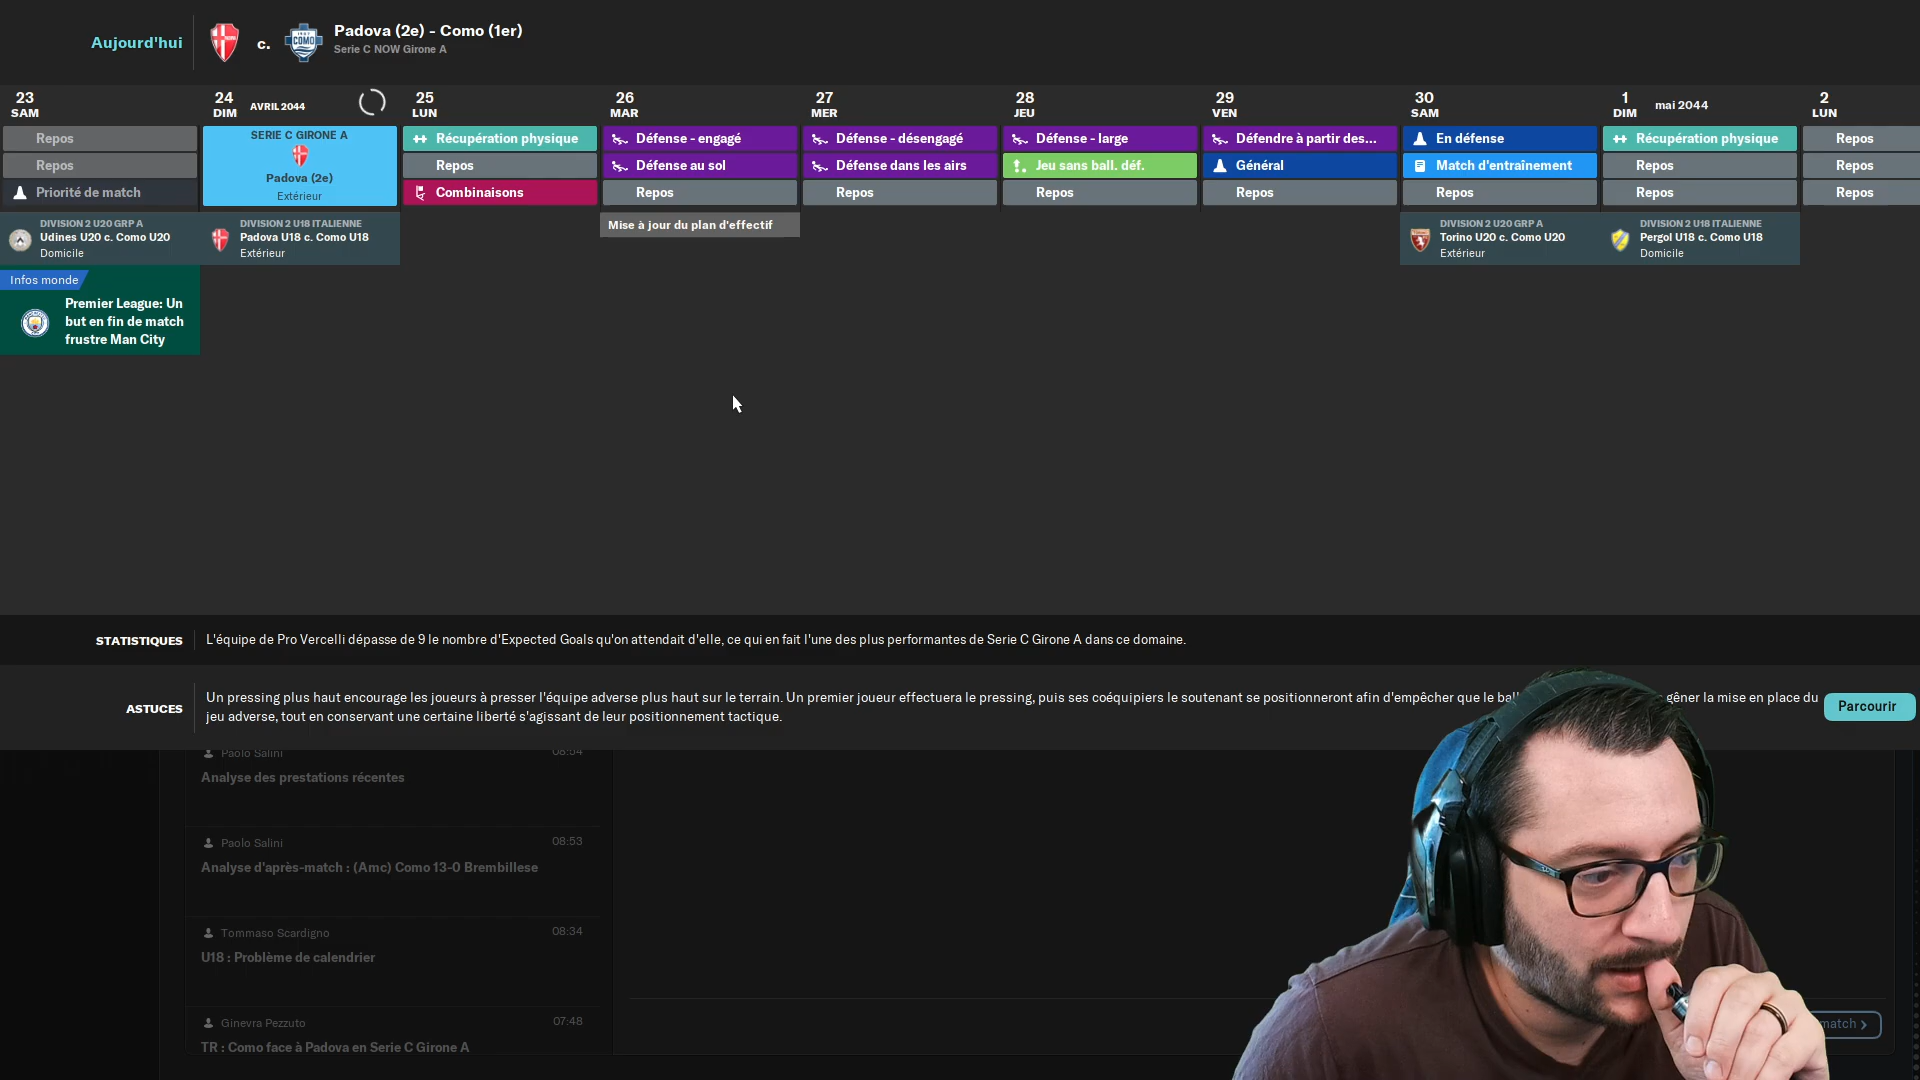 Aujourd'hui
c.
Padova (2e) - Como (1er)
Serie C NOW Girone A
23
SAM
24
DIM
AVRIL 2044
25
LUN
26
MAR
27
MER
28
JEU
29
VEN
30
SAM
1
DIM
mai 2044
2
LUN
Repos
Repos
Priorité de match
SERIE C GIRONE A
Padova (2e)
Extérieur
Récupération physique
Repos
Combinaisons
Défense - engagé
Défense au sol
Repos
Défense - désengagé
Défense dans les airs
Repos
Défense - large
Jeu sans ball. déf.
Repos
Défendre à partir des...
Général
Repos
En défense
Match d'entraînement
Repos
Récupération physique
Repos
Repos
Repos
Repos
Repos
DIVISION 2 U20 GRP A
Udines U20 c. Como U20
Domicile
DIVISION 2 U18 ITALIENNE
Padova U18 c. Como U18
Extérieur
Mise à jour du plan d'effectif
DIVISION 2 U20 GRP A
Torino U20 c. Como U20
Extérieur
DIVISION 2 U18 ITALIENNE
Pergol U18 c. Como U18
Domicile
Infos monde
Premier League: Un
but en fin de match
frustre Man City
STATISTIQUES
L'équipe de Pro Vercelli dépasse de 9 le nombre d'Expected Goals qu'on attendait d'elle, ce qui en fait l'une des plus performantes de Serie C Girone A dans ce domaine.
ASTUCES
Un pressing plus haut encourage les joueurs à presser l'équipe adverse plus haut sur le terrain. Un premier joueur effectuera le pressing, puis ses coéquipiers le soutenant se positionneront afin d'empêcher que le gêner la mise en place du
jeu adverse, tout en conservant une certaine liberté s'agissant de leur positionnement tactique.
Parcourir
Paolo Salini
08:54
Analyse des prestations récentes
Paolo Salini
08:53
Analyse d'après-match : (Amc) Como 13-0 Brembillese
Tommaso Scardigno
08:34
U18 : Problème de calendrier
Ginevra Pezzuto
07:48
TR : Como face à Padova en Serie C Girone A
match